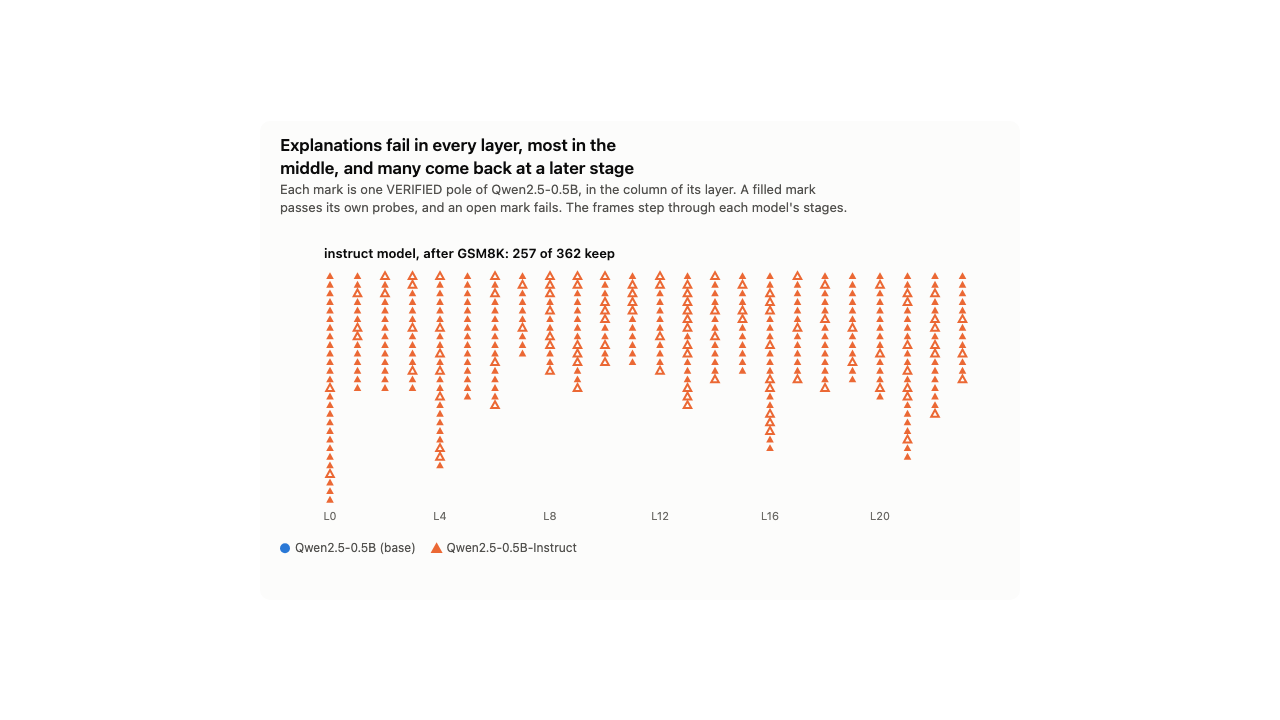 Explanations fail in every layer, most in the
middle, and many come back at a later stage
Each mark is one VERIFIED pole of Qwen2.5-0.5B, in the column of its layer. A filled mark
passes its own probes, and an open mark fails. The frames step through each model's stages.
instruct model, after GSM8K: 257 of 362 keep
L0 L4 L8 L12 L16 L20
Qwen2.5-0.5B (base) Qwen2.5-0.5B-Instruct